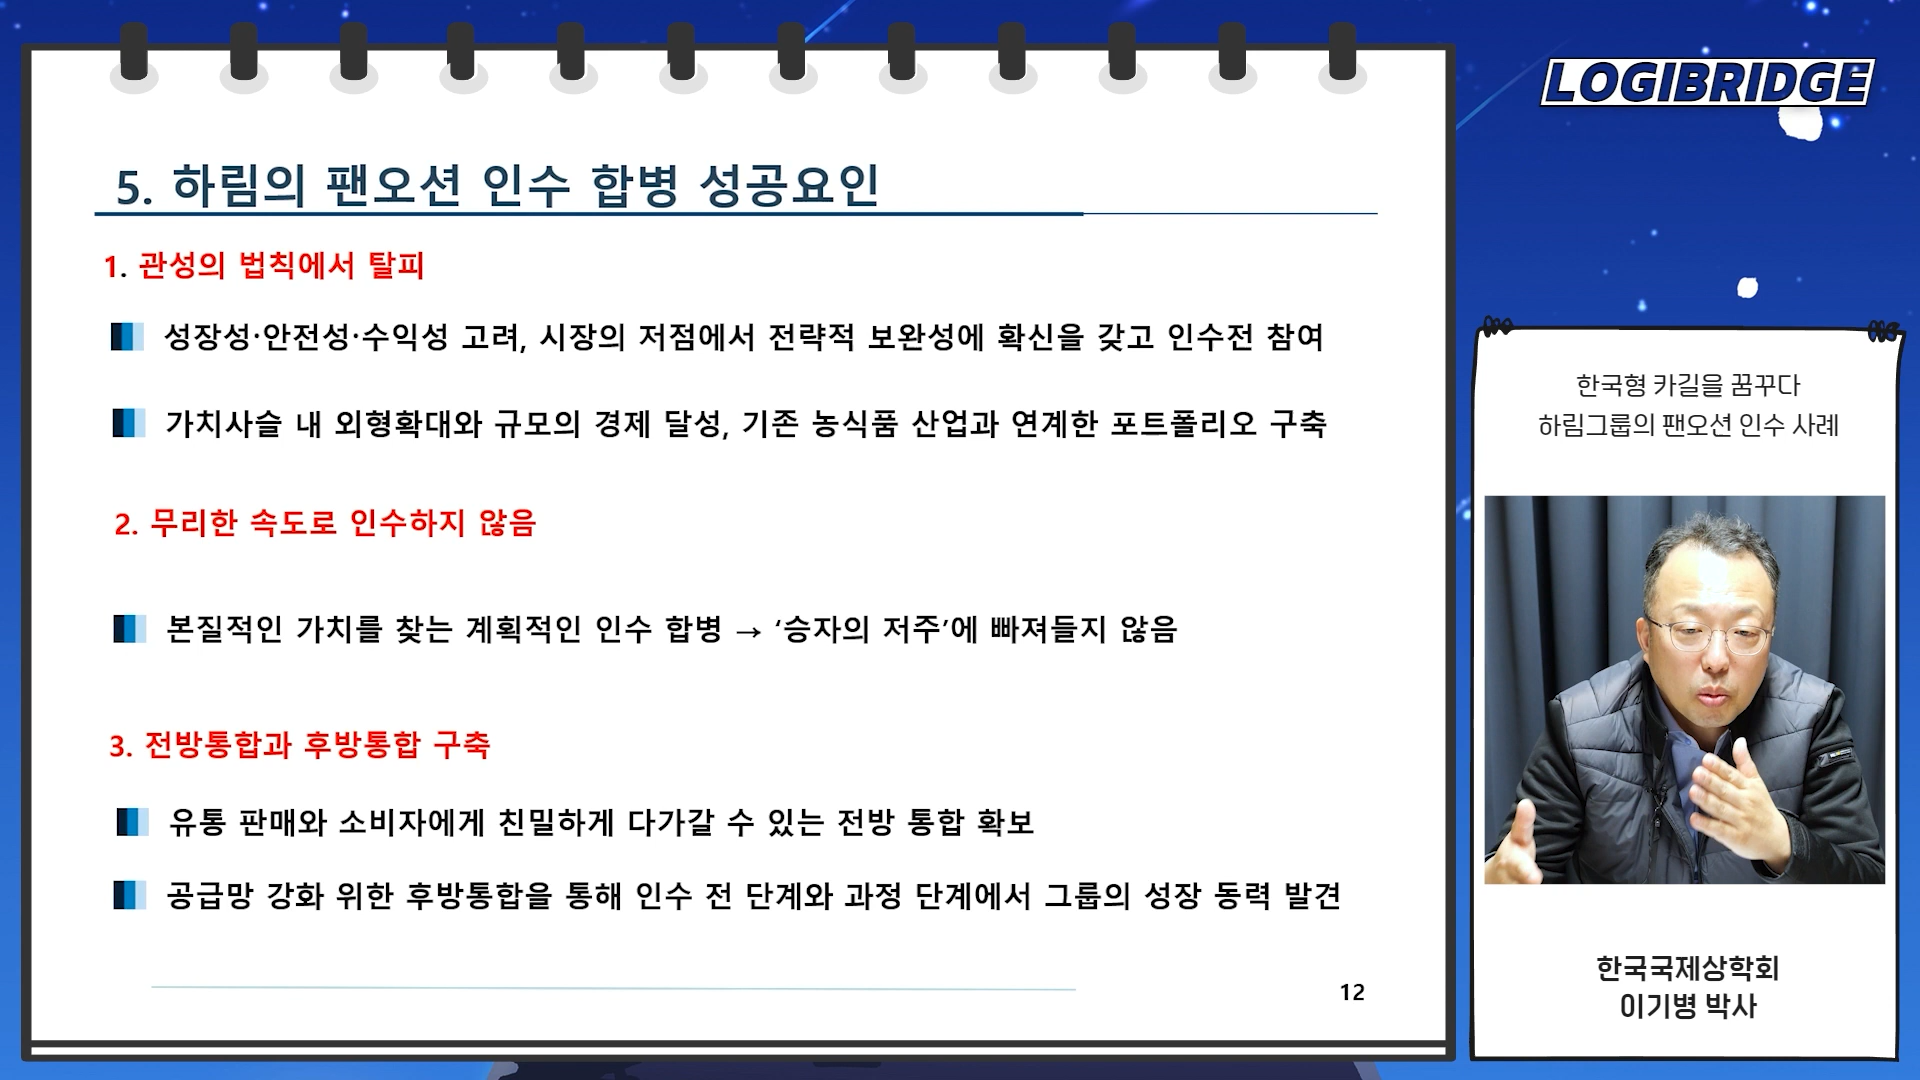 LOGIBRIDGE
5. 하림의 팬오션 인수 합병 성공요인
1. 관성의 법칙에서 탈피
성장성·안전성·수익성 고려, 시장의 저점에서 전략적 보완성에 확신을 갖고 인수전 참여
가치사슬 내 외형확대와 규모의 경제 달성, 기존 농식품 산업과 연계한 포트폴리오 구축
2. 무리한 속도로 인수하지 않음
본질적인 가치를 찾는 계획적인 인수 합병 → ‘승자의 저주’에 빠져들지 않음
3. 전방통합과 후방통합 구축
유통 판매와 소비자에게 친밀하게 다가갈 수 있는 전방 통합 확보
공급망 강화 위한 후방통합을 통해 인수 전 단계와 과정 단계에서 그룹의 성장 동력 발견
12
한국형 카길을 꿈꾸다
하림그룹의 팬오션 인수 사례
한국국제상학회
이기병 박사